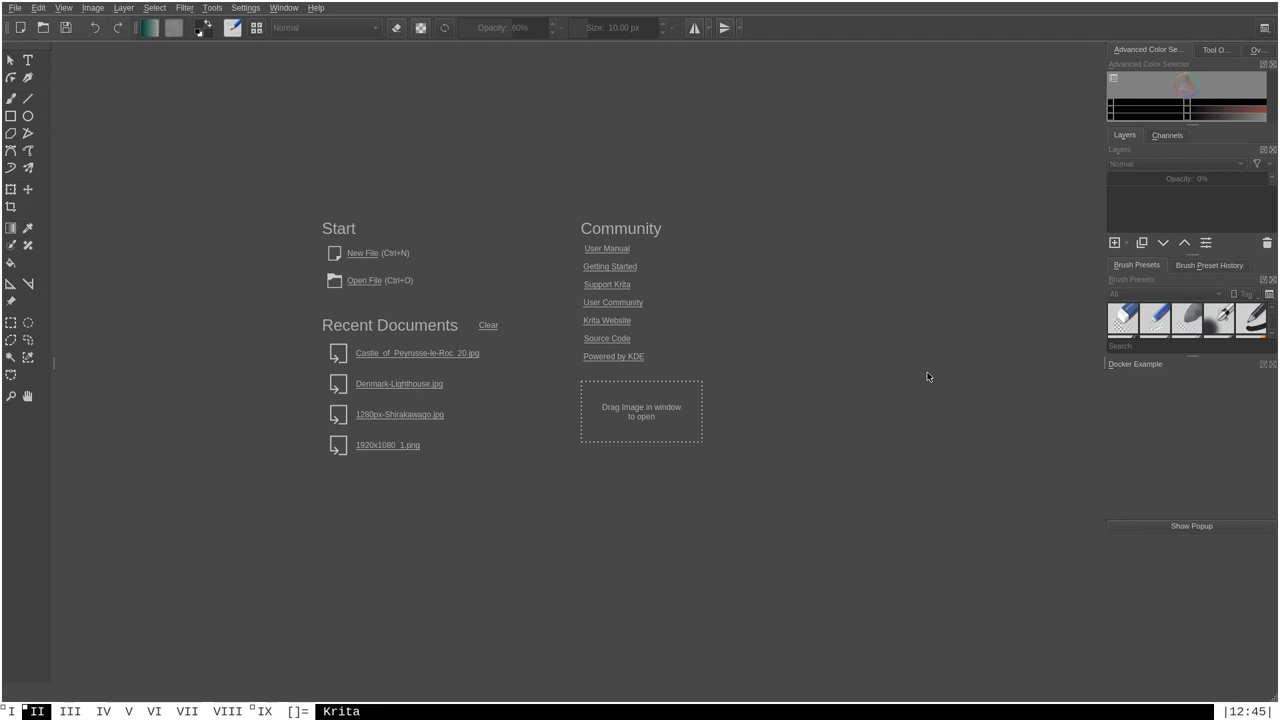 File Edit View Image Layer Select Filter Tools Settings Window Help
Normal Opacity: 60% Size: 10.00 px
Advanced Color Se... Tool O... Ov...
Advanced Color Selector
Layers Channels
Layers
Normal
Opacity: 0%
Start
New File (Ctrl+N)
Open File (Ctrl+O)
Recent Documents Clear
Castle_of_Peyrusse-le-Roc_20.jpg
Denmark-Lighthouse.jpg
1280px-Shirakawago.jpg
1920x1080_1.png
Community
User Manual
Getting Started
Support Krita
User Community
Krita Website
Source Code
Powered by KDE
Drag Image in window
to open
Brush Presets Brush Preset History
Brush Presets
All Tag
Search
Docker Example
Show Popup
I II III IV V VI VII VIII IX []= Krita |12:45|